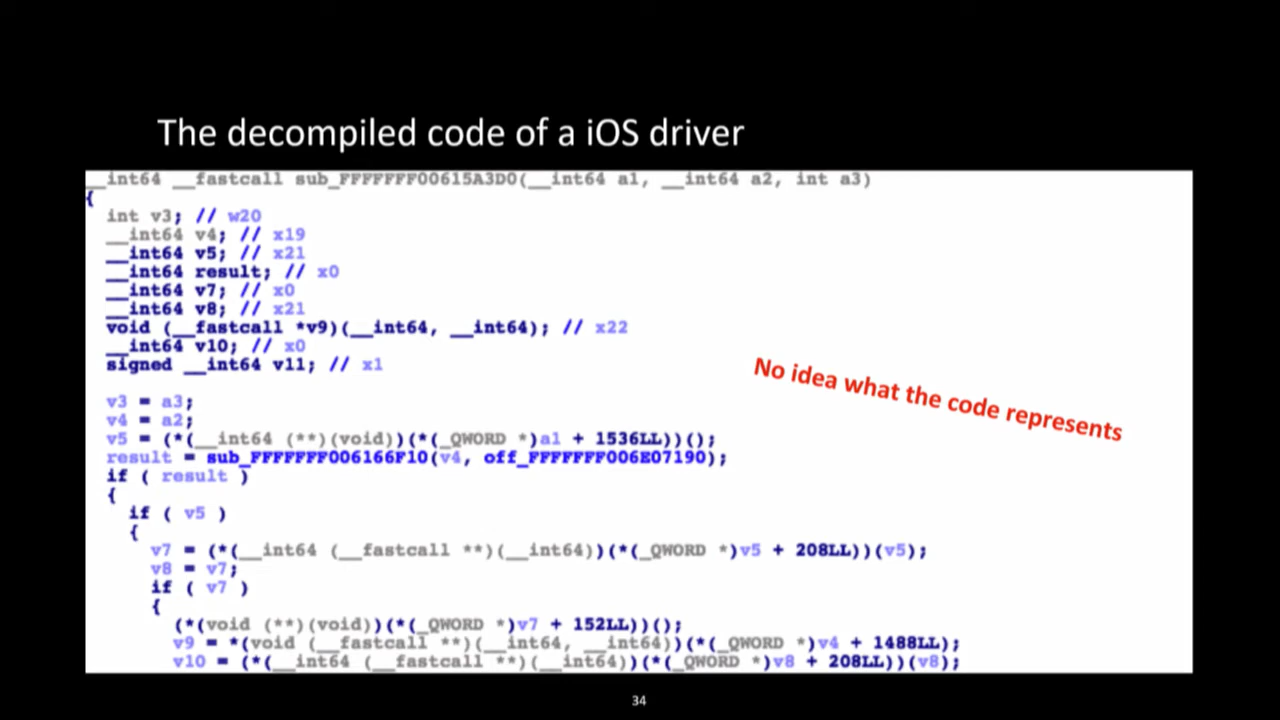 The decompiled code of a iOS driver
__int64 __fastcall sub_FFFFFFF00615A3D0(__int64 a1, __int64 a2, int a3)
{
int v3; // w20
__int64 v4; // x19
__int64 v5; // x21
__int64 result; // x0
__int64 v7; // x0
__int64 v8; // x21
void (__fastcall *v9)(__int64, __int64); // x22
__int64 v10; // x0
signed __int64 v11; // x1
v3 = a3;
v4 = a2;
v5 = (*(__int64 (**)(void))(*(_QWORD *)a1 + 1536LL))();
result = sub_FFFFFFF006166F10(v4, off_FFFFFFF006E07190);
if ( result )
{
if ( v5 )
{
v7 = (*(__int64 (__fastcall **)(__int64))(*(_QWORD *)v5 + 208LL))(v5);
v8 = v7;
if ( v7 )
{
(*(void (**)(void))(*(_QWORD *)v7 + 152LL))();
v9 = *(void (__fastcall **)(__int64, __int64))(*(_QWORD *)v4 + 1488LL);
v10 = (*(__int64 (__fastcall **)(__int64))(*(_QWORD *)v8 + 208LL))(v8);
No idea what the code represents
34